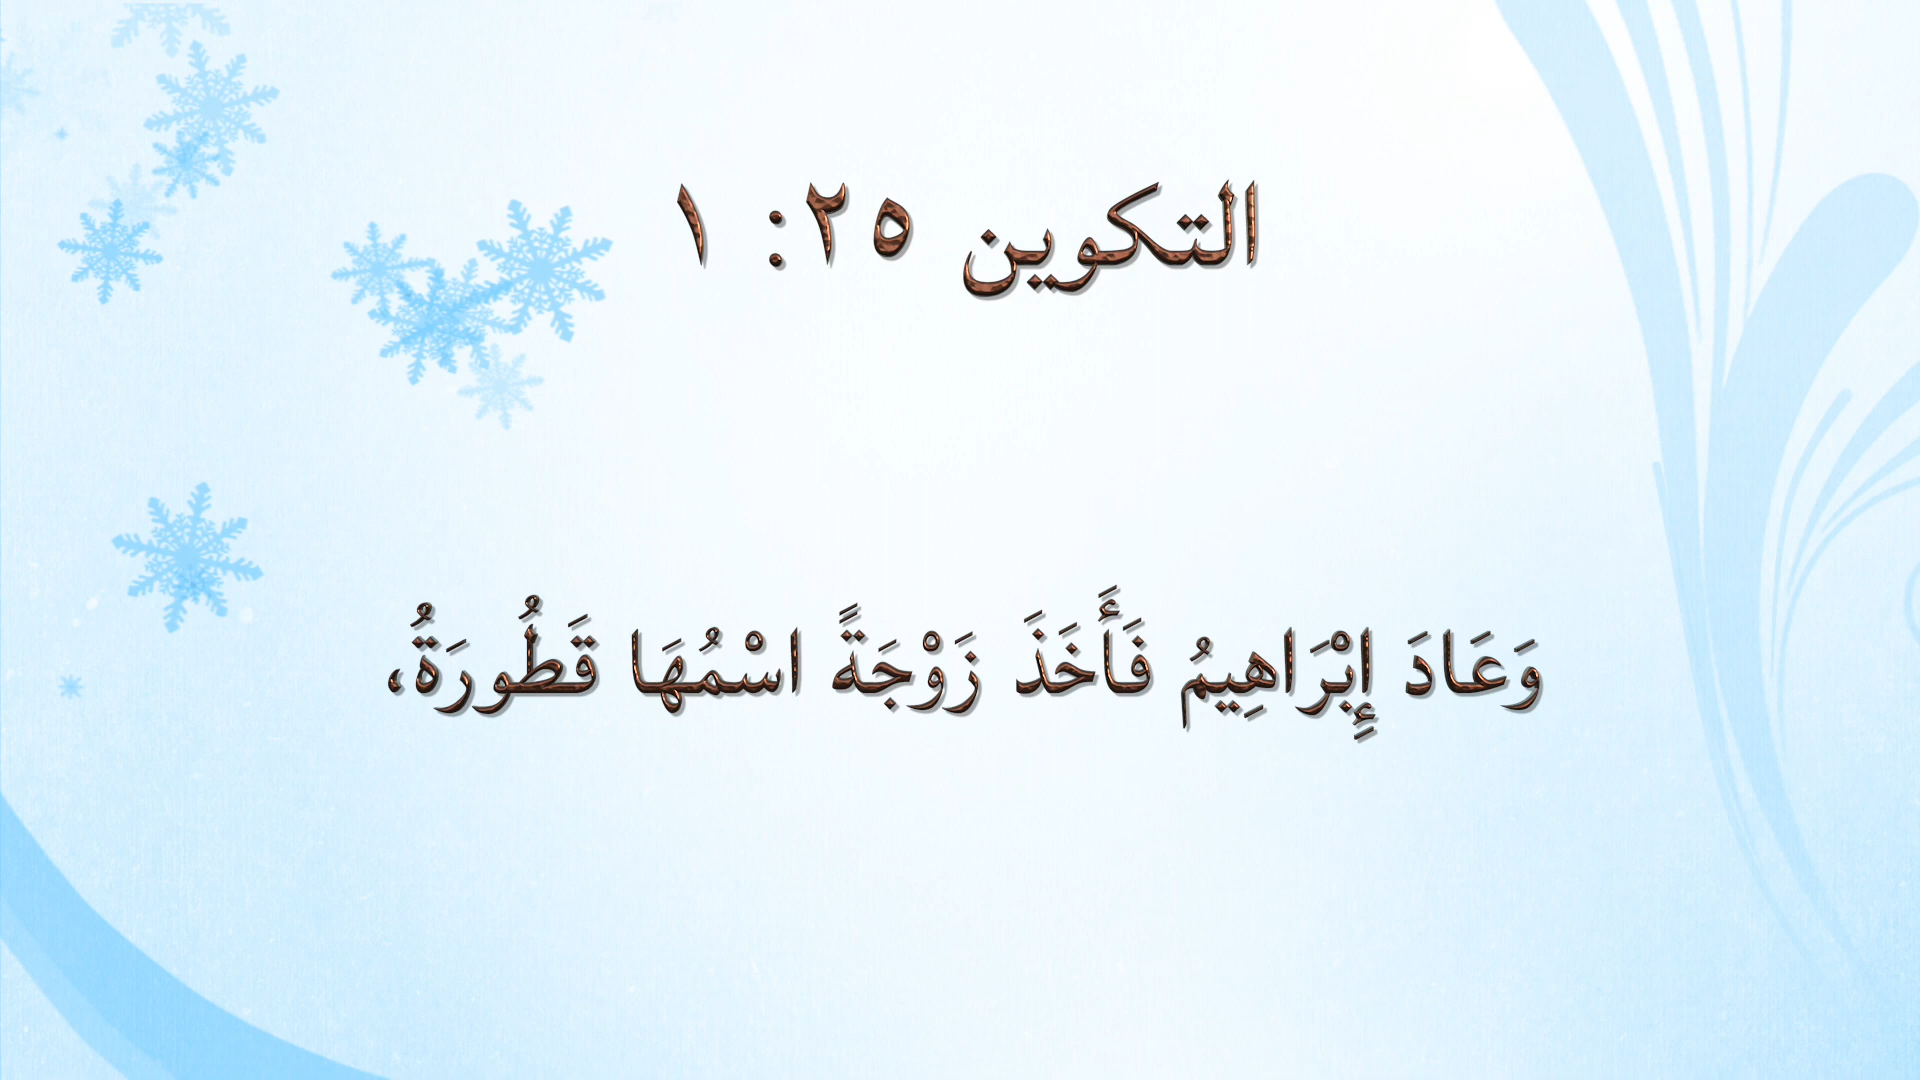 التكوين ٢٥: ١
وَعَادَ إِبْرَاهِيمُ فَأَخَذَ زَوْجَةً اسْمُهَا قَطُورَةُ،